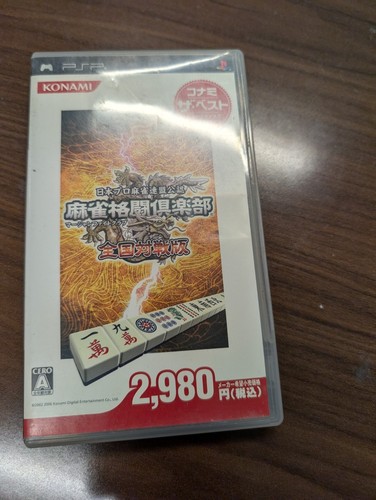 PSP
KONAMI
コナミ
ザ・ベスト
日本プロ麻雀連盟公認
麻雀格闘倶楽部
全国対戦版
一 九
萬 萬
CERO
A
2,980
メーカー希望小売価格
円(税込)